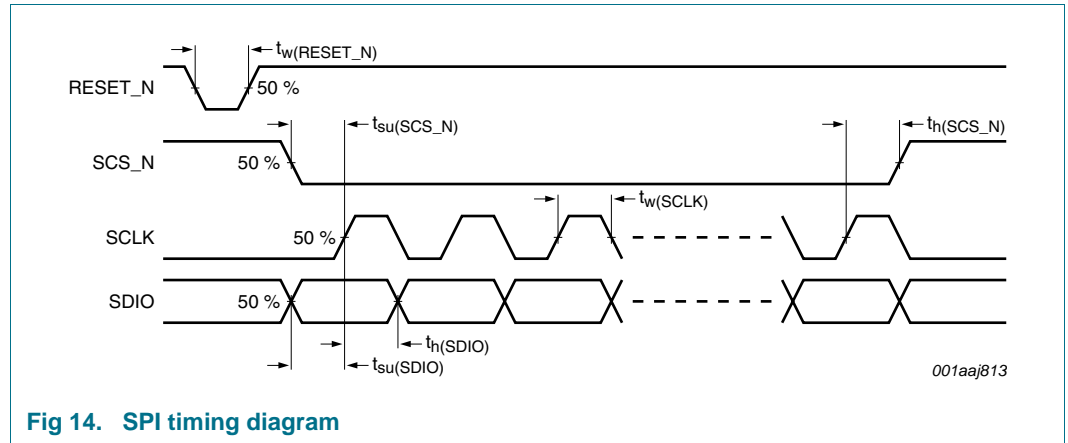 tw(RESET_N)
RESET_N
50 %
tsu(SCS_N)
th(SCS_N)
SCS_N
50 %
tw(SCLK)
SCLK
50 %
SDIO
50 %
th(SDIO)
tsu(SDIO)
001aaj813
Fig 14. SPI timing diagram